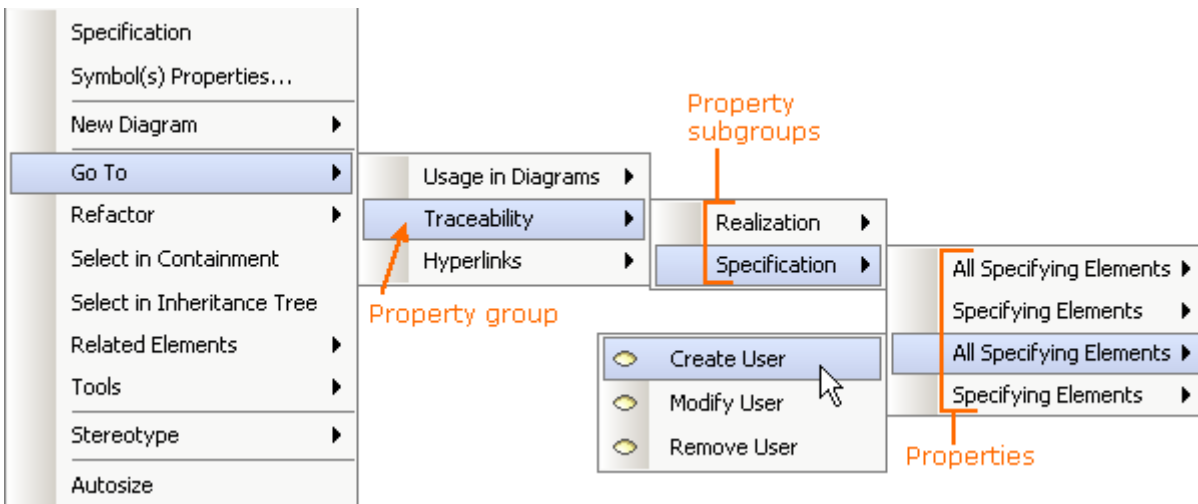 Specification
Symbol(s) Properties...
New Diagram
Go To
Refactor
Select in Containment
Select in Inheritance Tree
Related Elements
Tools
Stereotype
Autosize
Usage in Diagrams
Traceability
Hyperlinks
Property group
Property
subgroups
Realization
Specification
All Specifying Elements
Specifying Elements
All Specifying Elements
Specifying Elements
Properties
Create User
Modify User
Remove User